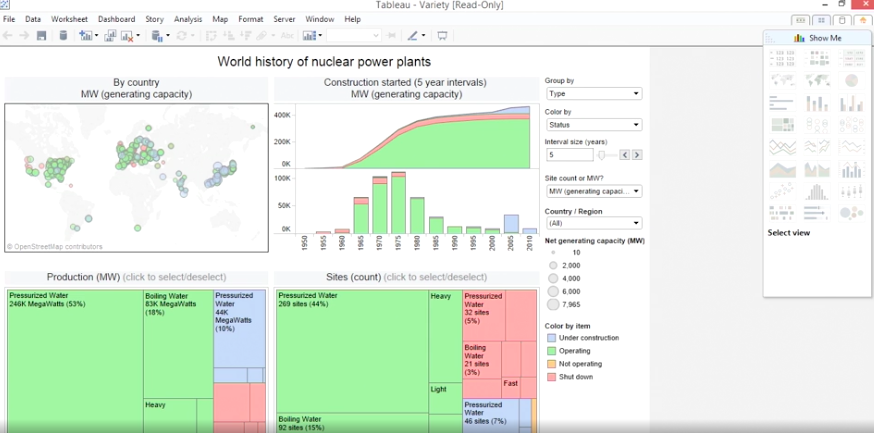 Tableau - Variety [Read-Only]
File Data Worksheet Dashboard Story Analysis Map Format Server Window Help
Abc
Show Me
World history of nuclear power plants
By country
MW (generating capacity)
© OpenStreetMap contributors
Construction started (5 year intervals)
MW (generating capacity)
400K
200K
0K
100K
50K
0K
1950 1955 1960 1965 1970 1975 1980 1985 1990 1995 2000 2005 2010
Group by
Type
Color by
Status
Interval size (years)
5
Site count or MW?
MW (generating capaci...
Country / Region
(All)
Net generating capacity (MW)
10
2,000
4,000
6,000
7,965
Color by item
Under construction
Operating
Not operating
Shut down
Select view
Production (MW) (click to select/deselect)
Pressurized Water
246K MegaWatts (53%)
Boiling Water
83K MegaWatts
(18%)
Heavy
Pressurized
Water
44K
MegaWatts
(10%)
Sites (count) (click to select/deselect)
Pressurized Water
269 sites (44%)
Boiling Water
92 sites (15%)
Heavy
Light
Pressurized
Water
32 sites
(5%)
Boiling
Water
21 sites
(3%)
Fast
Pressurized
Water
46 sites (7%)